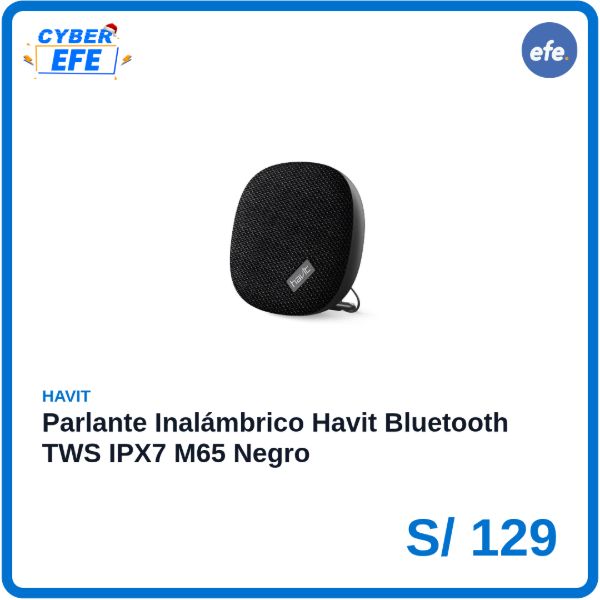 CYBER
EFE
efe.
havit
HAVIT
Parlante Inalámbrico Havit Bluetooth
TWS IPX7 M65 Negro
S/ 129